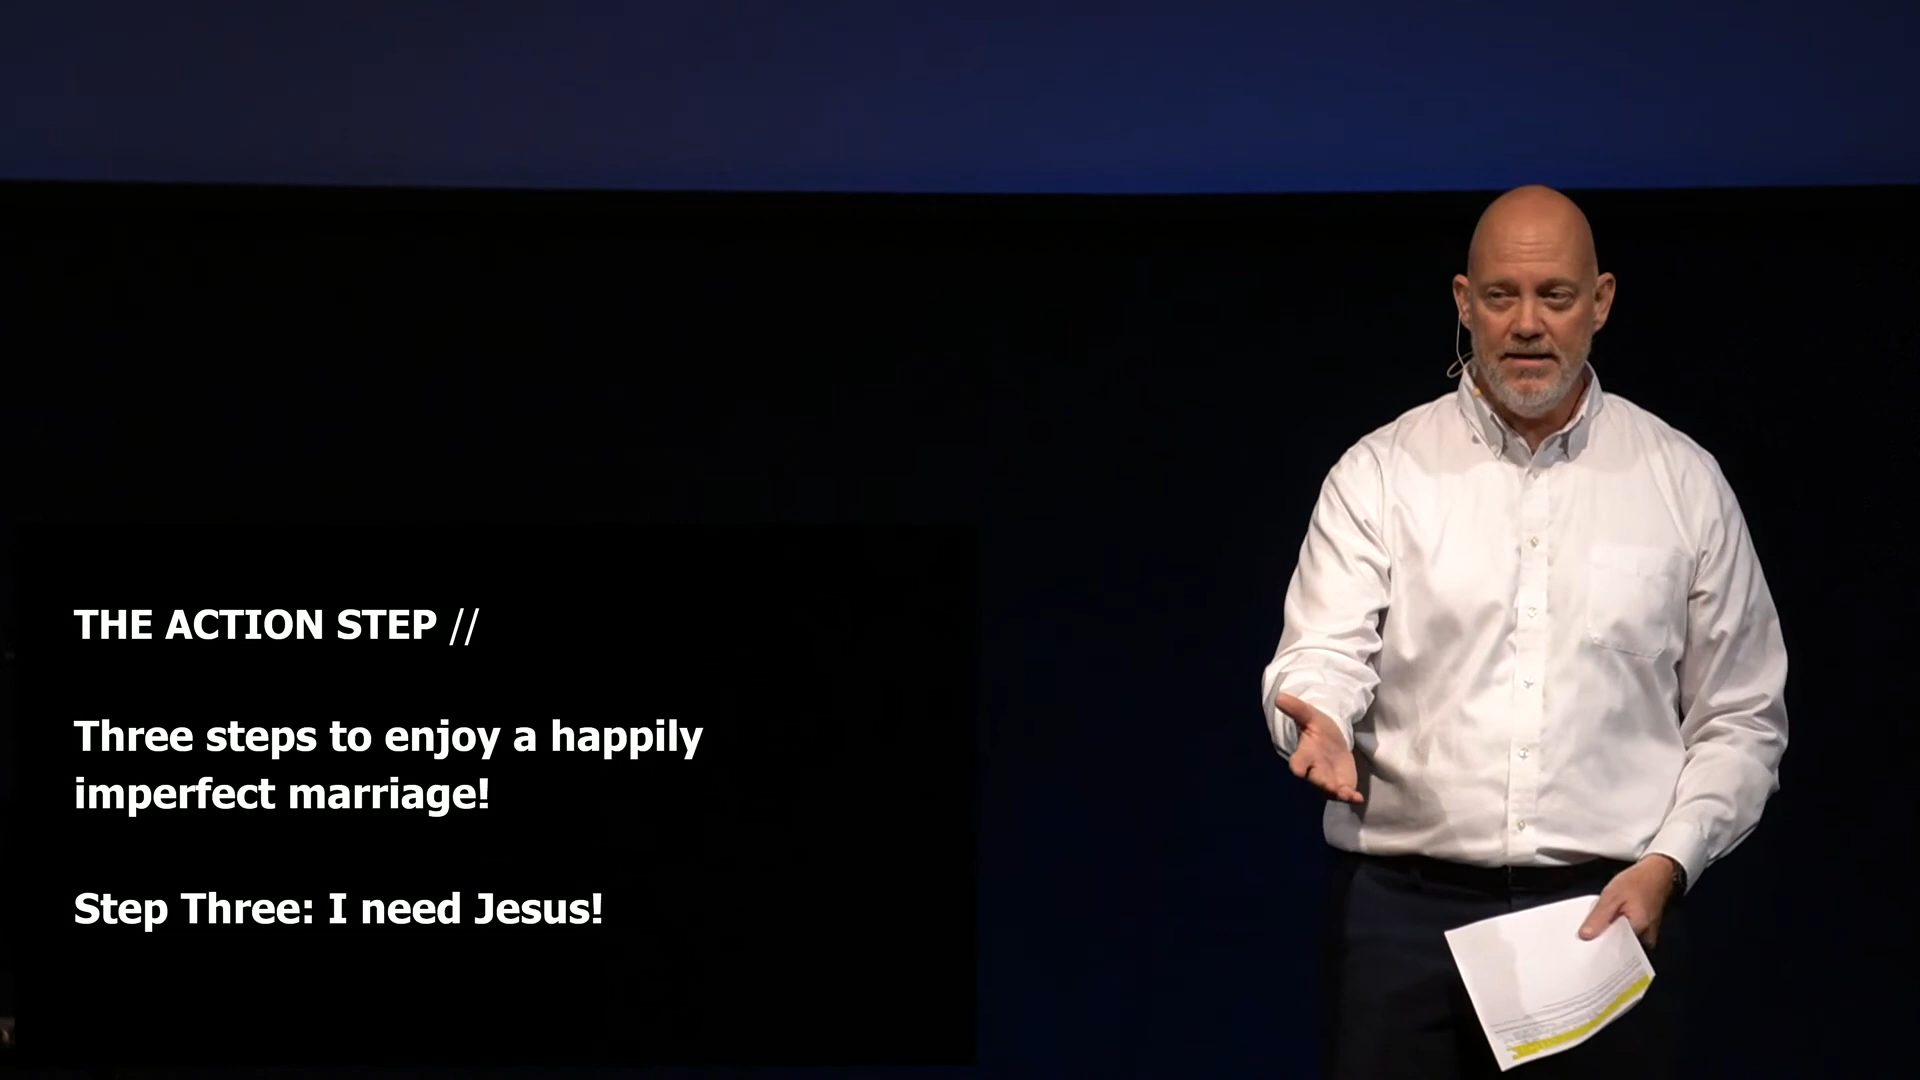 THE ACTION STEP //
Three steps to enjoy a happily
imperfect marriage!
Step Three: I need Jesus!